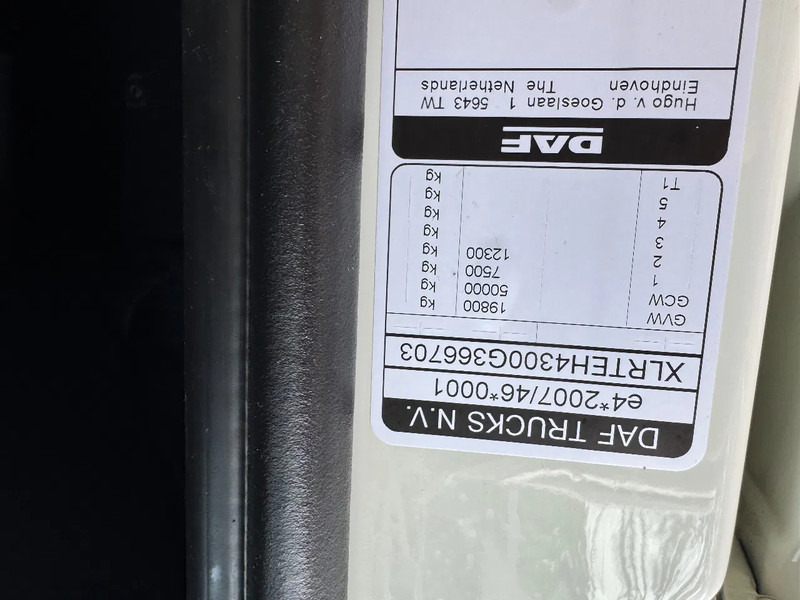 DAF TRUCKS N.V.
e4*2007/46*0001
XLRTEH4300G366703
GVW 19800 kg
GCW 50000 kg
1 7500 kg
2 12300 kg
3 kg
4 kg
5 kg
T1 kg
DAF
Hugo v. d. Goeslaan 1 5643 TW
Eindhoven The Netherlands